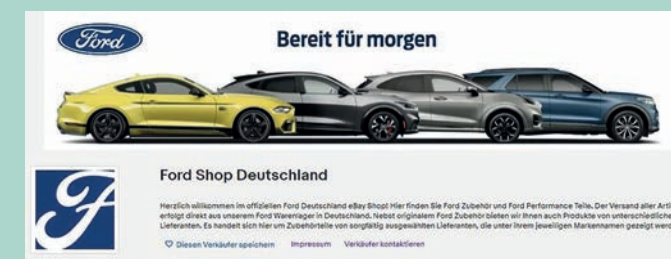 Ford
Bereit für morgen
Ford Shop Deutschland
Herzlich willkommen im offiziellen Ford Deutschland eBay Shop! Hier finden Sie Ford Zubehör und Ford Performance Teile. Der Versand aller Arti
erfolgt direkt aus unserem Ford Warenlager in Deutschland. Nebst originalem Ford Zubehör bieten wir Ihnen auch Produkte von unterschiedliche
Lieferanten. Es handelt sich hier um Zubehörteile von sorgfältig ausgewählten Lieferanten, die unter ihrem jeweiligen Markennamen gezeigt werd
Diesen Verkäufer speichern Impressum Verkäufer kontaktieren